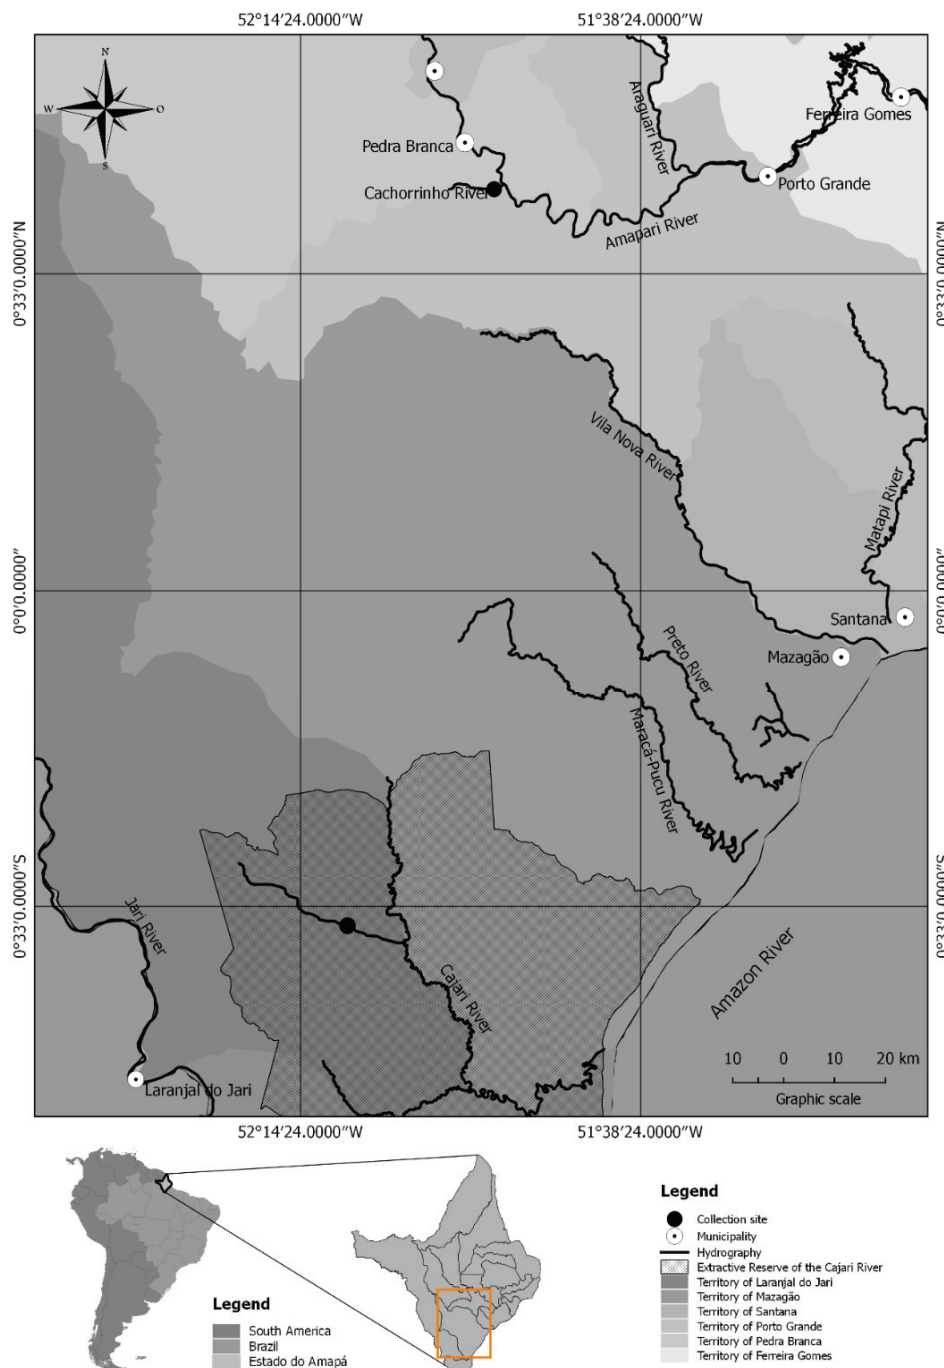 52°14′24.0000″W
51°38′24.0000″W
N
W
O
S
Pedra Branca
Cachorrinho River
Araguari River
Ferreira Gomes
Porto Grande
Amapari River
0°33′0.0000″N
0°33′0.0000″N
Vila Nova River
Matapi River
0°0′0.0000″
0°0′0.0000″
Santana
Mazagão
Preto River
Maracá-Pucu River
0°33′0.0000″S
0°33′0.0000″S
Jari River
Cajari River
Amazon River
Laranjal do Jari
10 0 10 20 km
Graphic scale
52°14′24.0000″W
51°38′24.0000″W
Legend
South America
Brazil
Estado do Amapá
Legend
Collection site
Municipality
Hydrography
Extractive Reserve of the Cajari River
Territory of Laranjal do Jari
Territory of Mazagão
Territory of Santana
Territory of Porto Grande
Territory of Pedra Branca
Territory of Ferreira Gomes